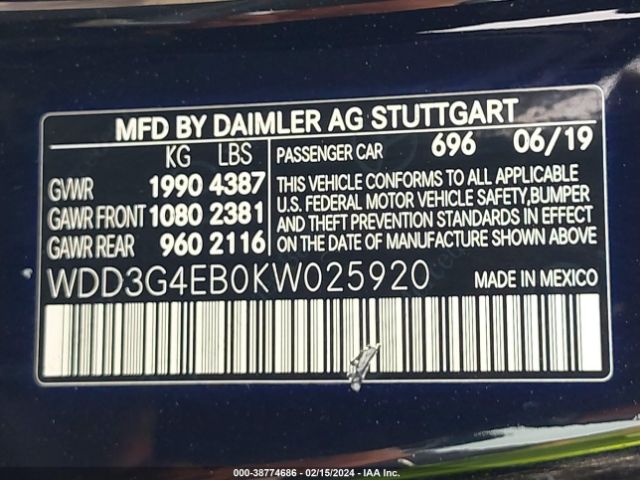 MFD BY DAIMLER AG STUTTGART
KG LBS
GVWR 1990 4387
GAWR FRONT 1080 2381
GAWR REAR 960 2116
PASSENGER CAR 696 06/19
THIS VEHICLE CONFORMS TO ALL APPLICABLE
U.S. FEDERAL MOTOR VEHICLE SAFETY, BUMPER
AND THEFT PREVENTION STANDARDS IN EFFECT
ON THE DATE OF MANUFACTURE SHOWN ABOVE.
WDD3G4EB0KW025920 MADE IN MEXICO
000-38774686 - 02/15/2024 - IAA Inc.